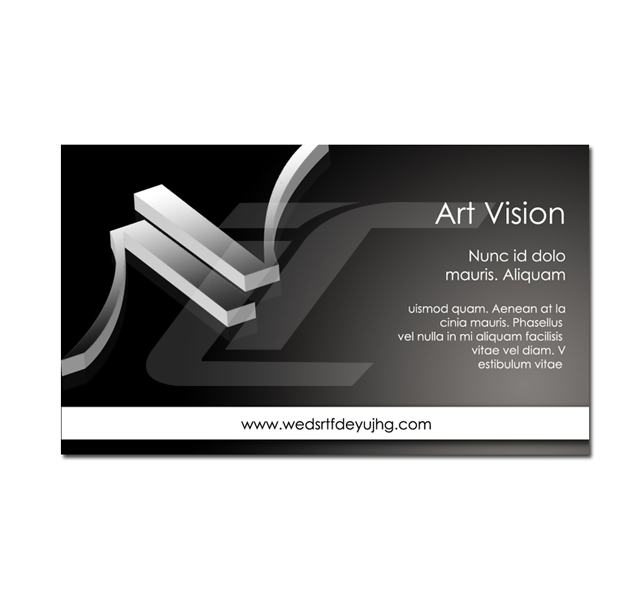 Art Vision
Nunc id dolo
mauris. Aliquam
uismod quam. Aenean at la
cinia mauris. Phasellus
vel nulla in mi aliquam facilisis
vitae vel diam. V
estibulum vitae
www.wedsrtfdeyujhg.com